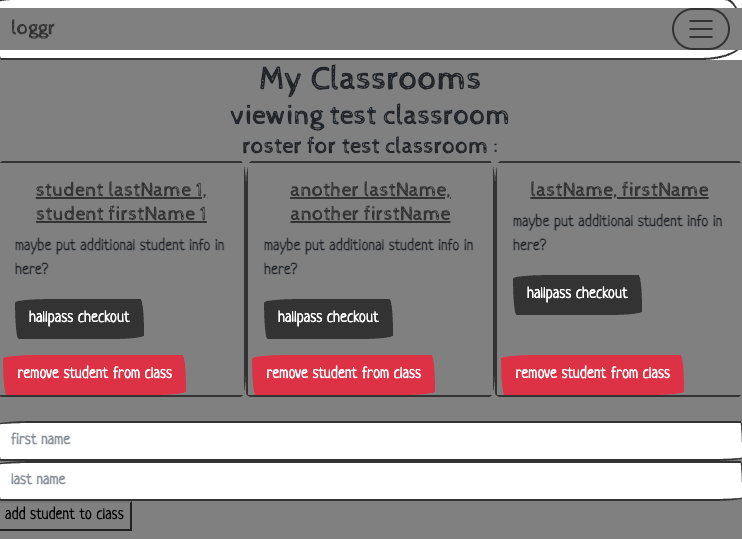 loggr
My Classrooms
viewing test classroom
roster for test classroom :
student lastName 1,
student firstName 1
maybe put additional student info in
here?
hallpass checkout
remove student from class
another lastName,
another firstName
maybe put additional student info in
here?
hallpass checkout
remove student from class
lastName, firstName
maybe put additional student info in
here?
hallpass checkout
remove student from class
first name
last name
add student to class